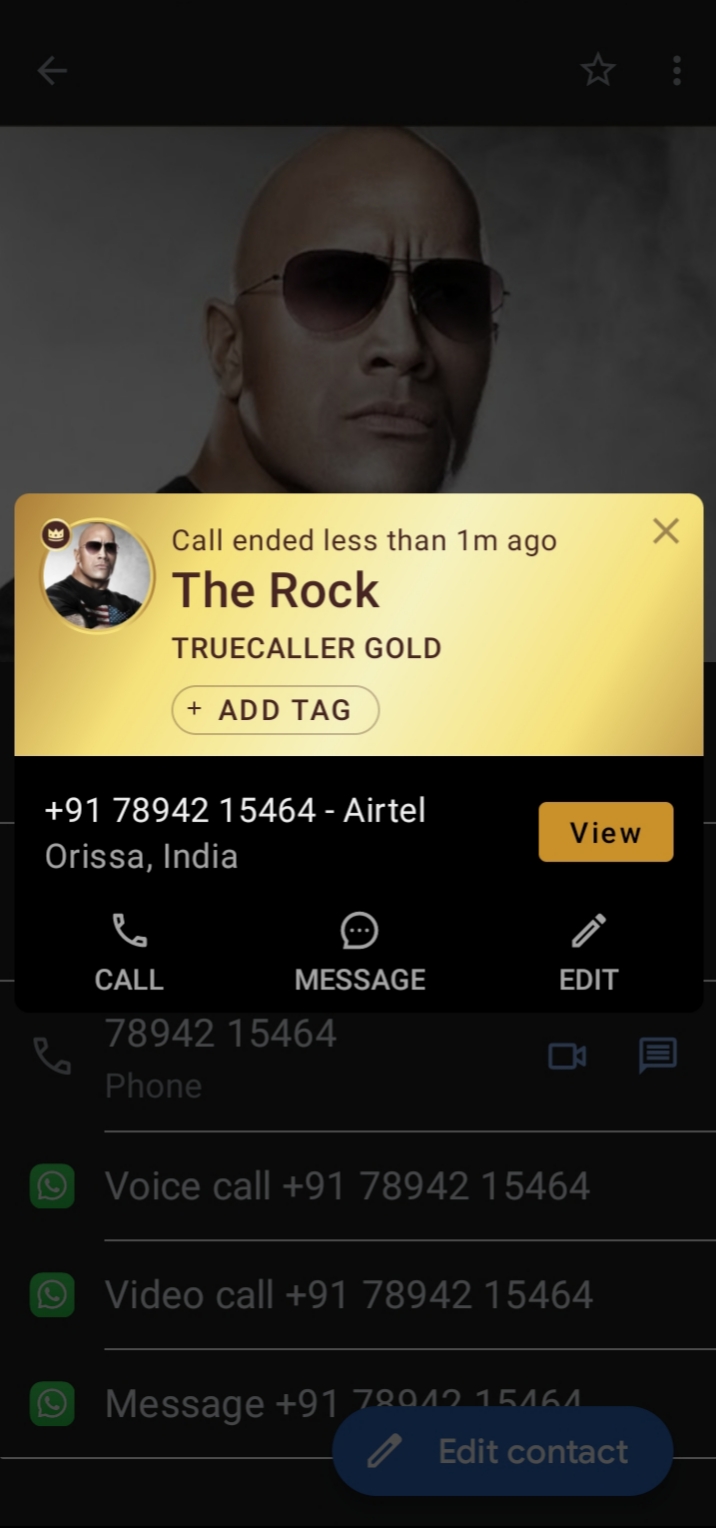 Call ended less than 1m ago
The Rock
TRUECALLER GOLD
+ ADD TAG
+91 78942 15464 - Airtel
Orissa, India
View
CALL MESSAGE EDIT
78942 15464
Phone
Voice call +91 78942 15464
Video call +91 78942 15464
Message +91 78942 15464
Edit contact